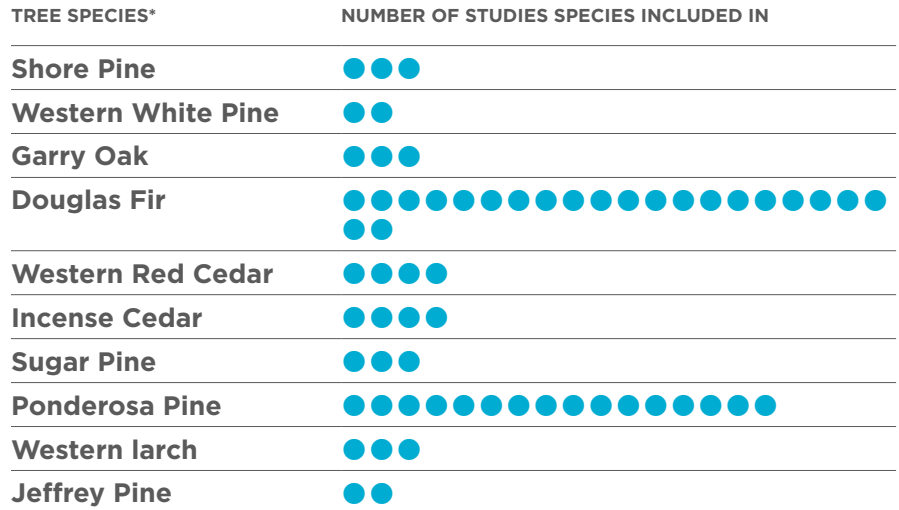 TREE SPECIES* NUMBER OF STUDIES SPECIES INCLUDED IN
Shore Pine
Western White Pine
Garry Oak
Douglas Fir
Western Red Cedar
Incense Cedar
Sugar Pine
Ponderosa Pine
Western larch
Jeffrey Pine